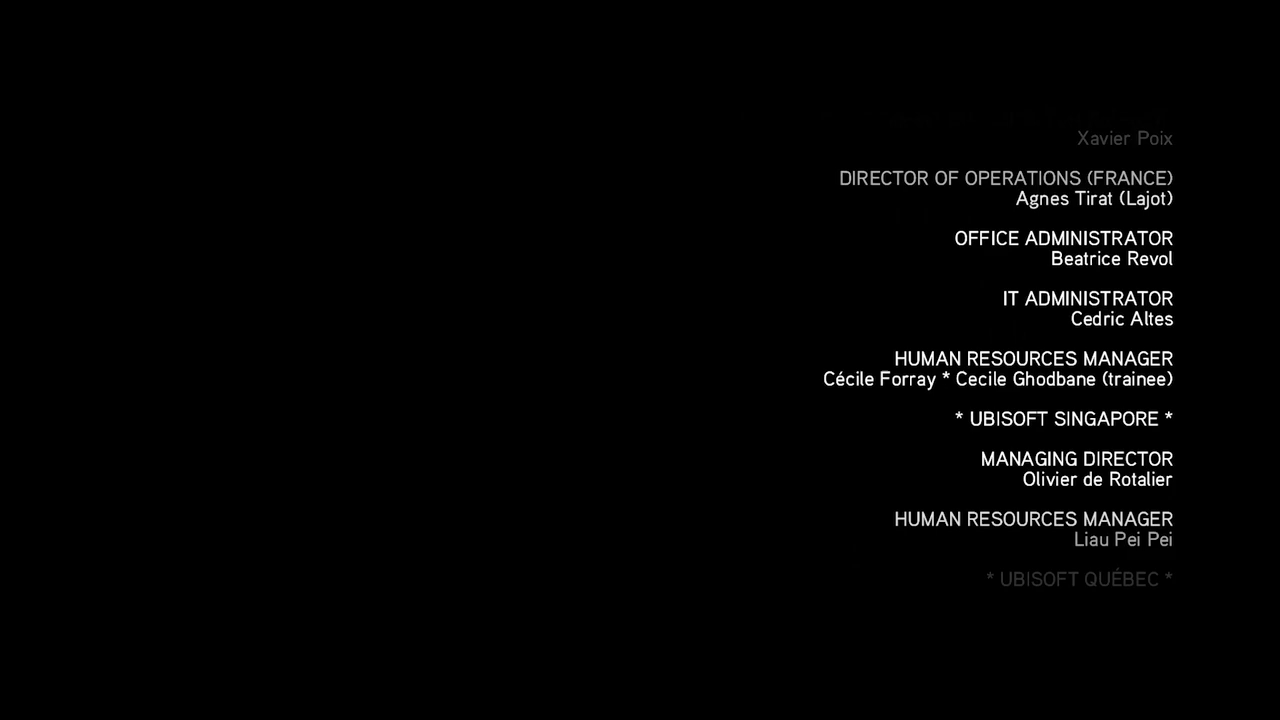 Xavier Poix
DIRECTOR OF OPERATIONS (FRANCE)
Agnes Tirat (Lajot)
OFFICE ADMINISTRATOR
Beatrice Revol
IT ADMINISTRATOR
Cedric Altes
HUMAN RESOURCES MANAGER
Cécile Forray * Cecile Ghodbane (trainee)
* UBISOFT SINGAPORE *
MANAGING DIRECTOR
Olivier de Rotalier
HUMAN RESOURCES MANAGER
Liau Pei Pei
* UBISOFT QUÉBEC *